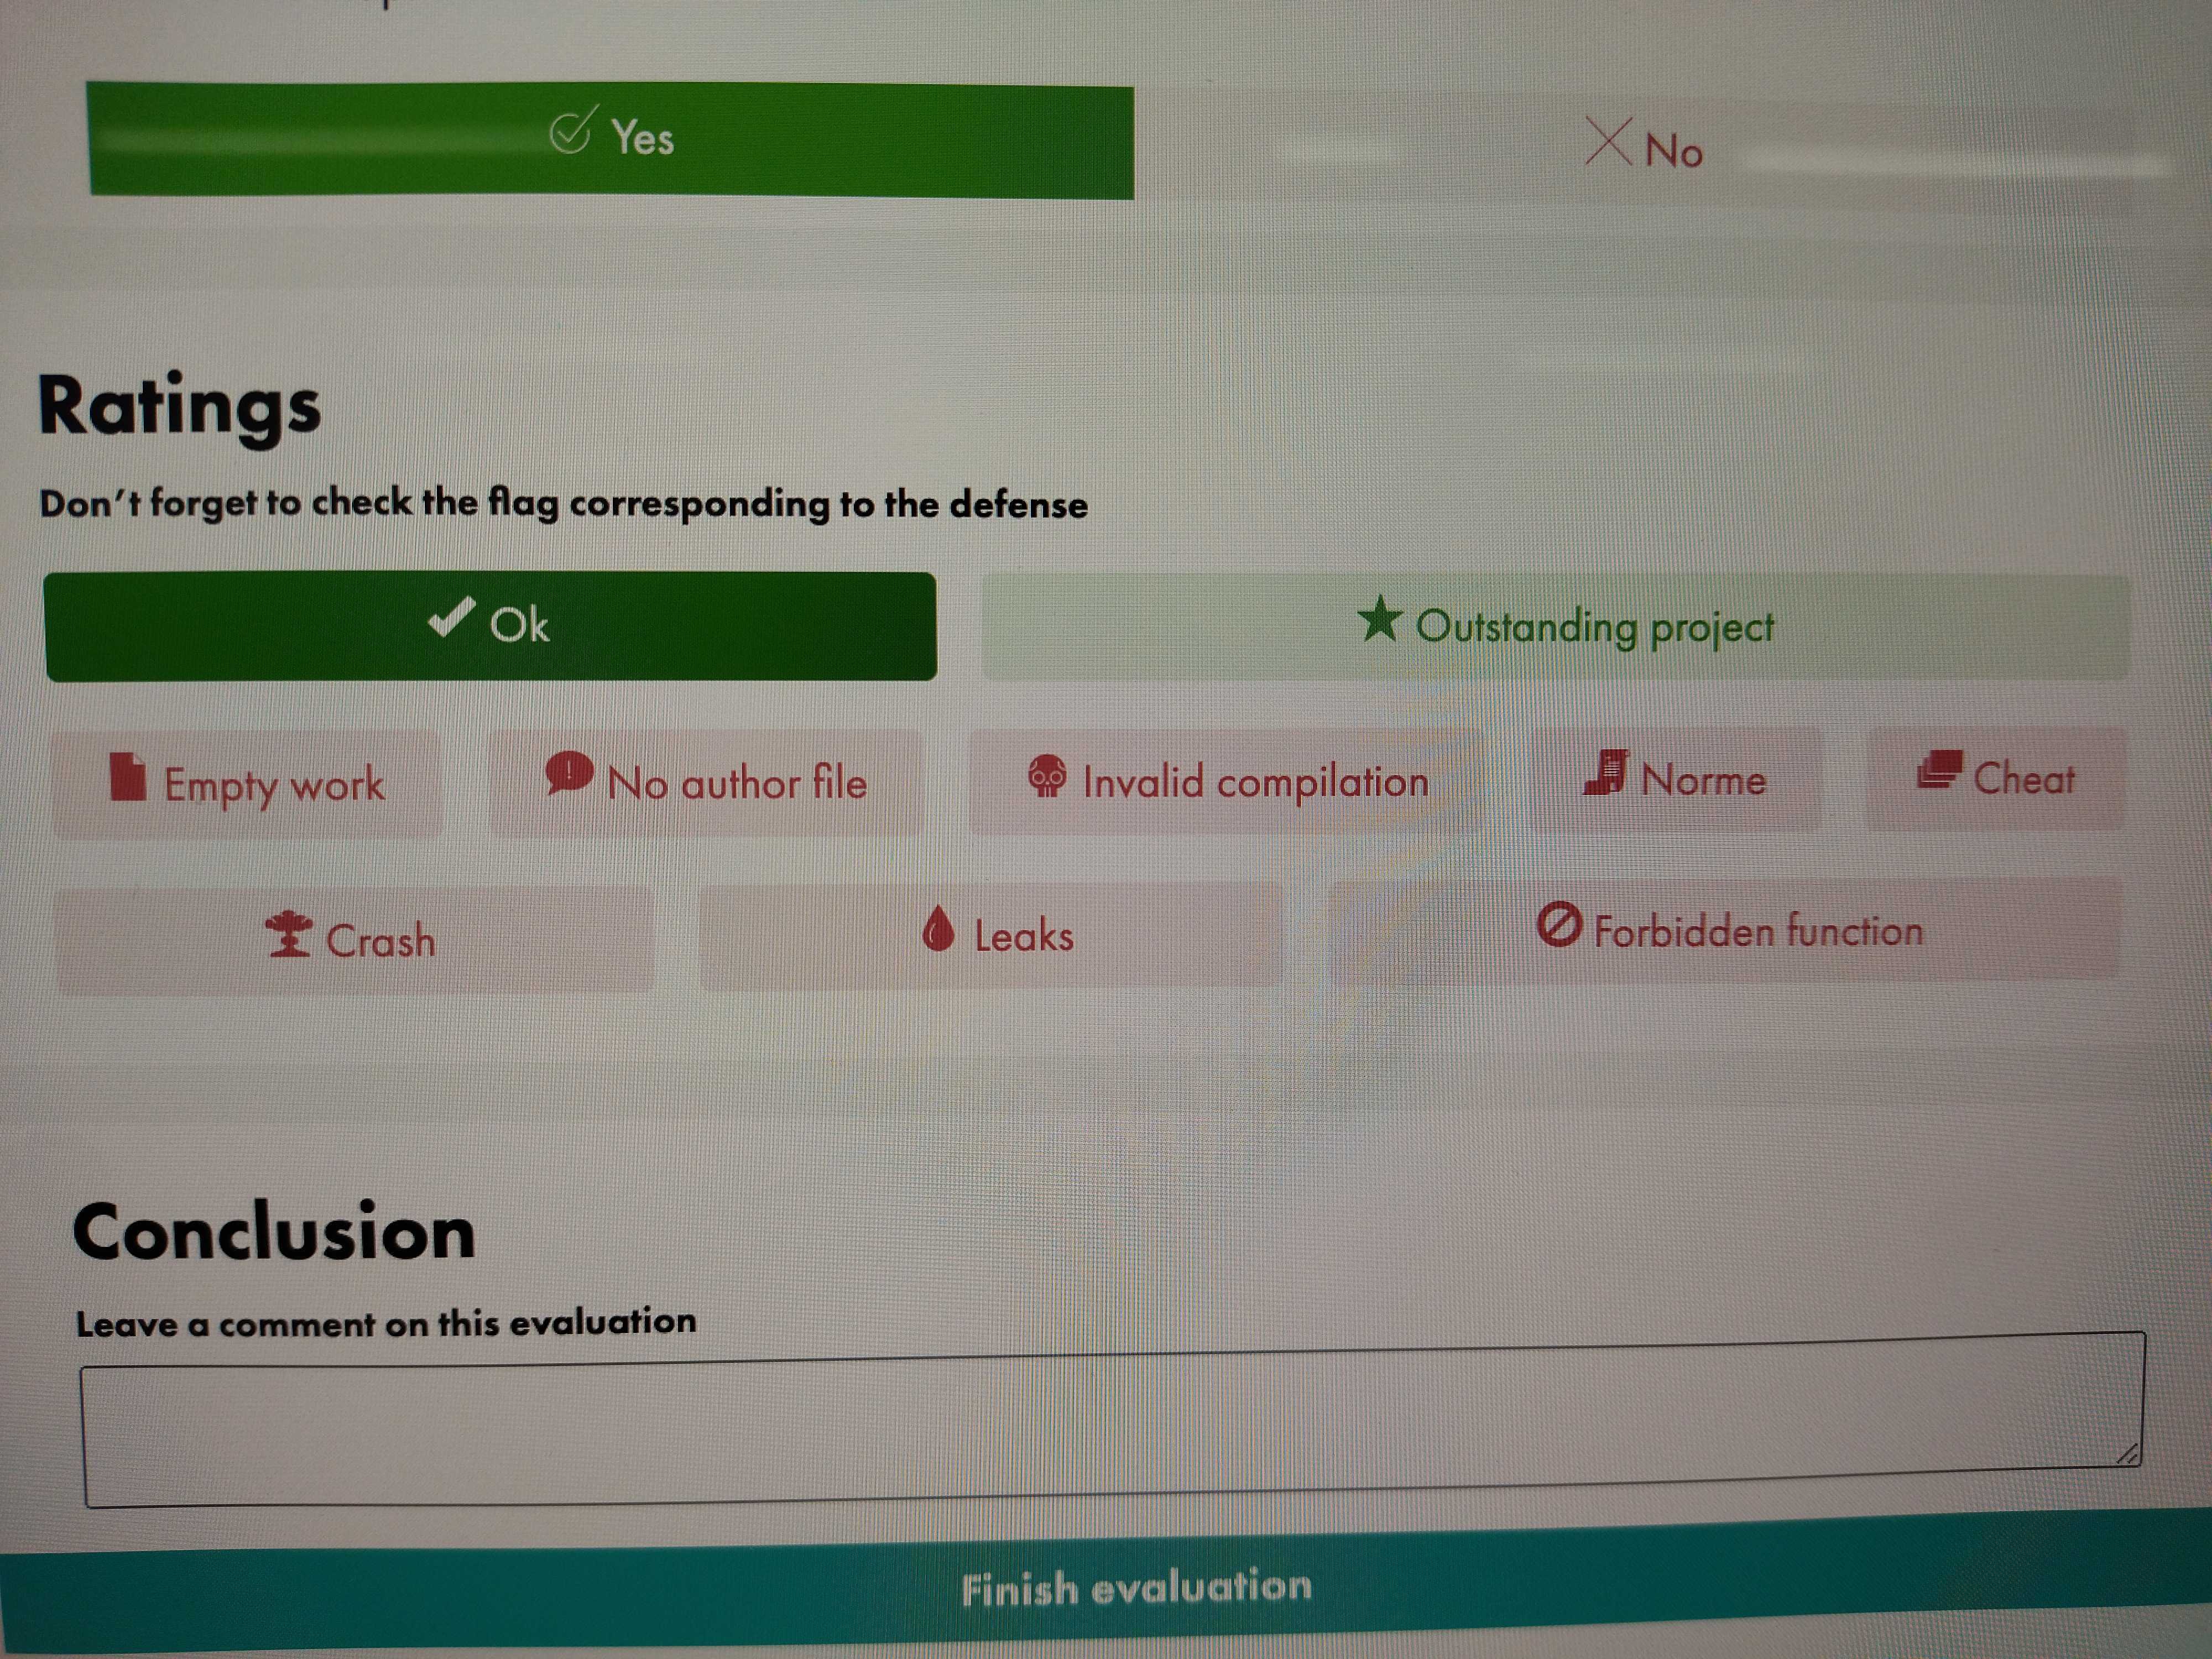 Yes No
Ratings
Don't forget to check the flag corresponding to the defense
Ok Outstanding project
Empty work No author file Invalid compilation Norme Cheat
Crash Leaks Forbidden function
Conclusion
Leave a comment on this evaluation
Finish evaluation